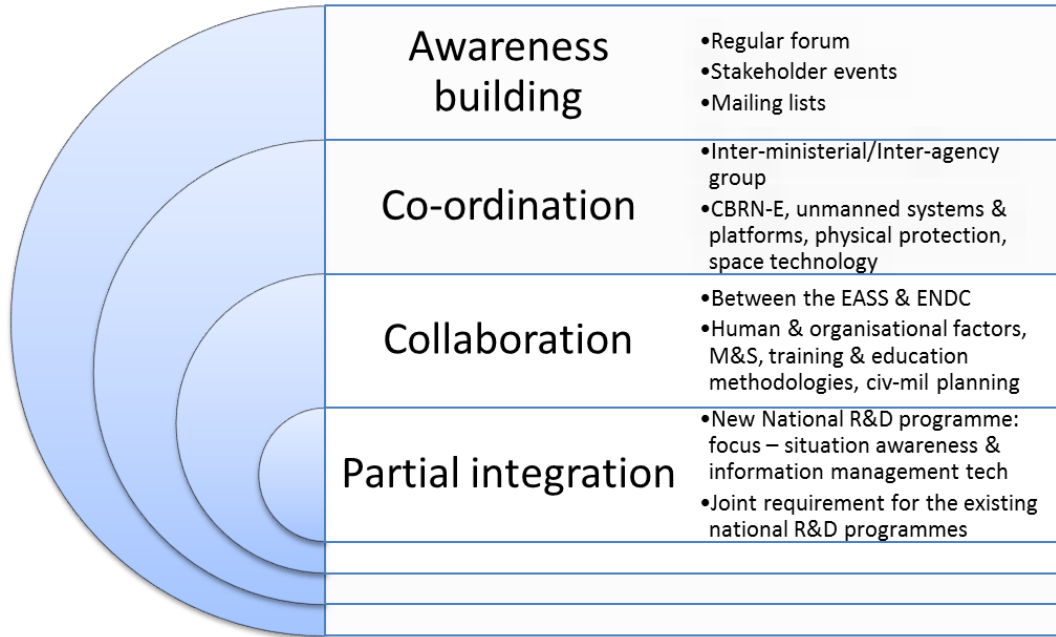 Awareness
building
•Regular forum
•Stakeholder events
•Mailing lists
Co-ordination
•Inter-ministerial/Inter-agency
group
•CBRN-E, unmanned systems &
platforms, physical protection,
space technology
Collaboration
•Between the EASS & ENDC
•Human & organisational factors,
M&S, training & education
methodologies, civ-mil planning
Partial integration
•New National R&D programme:
focus – situation awareness &
information management tech
•Joint requirement for the existing
national R&D programmes